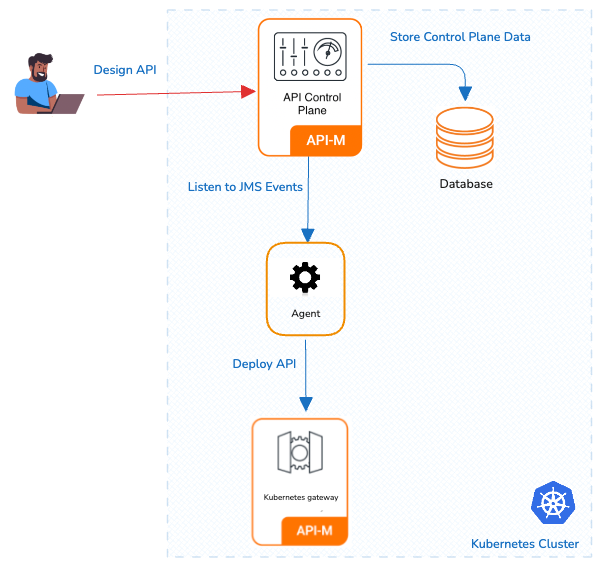 Design API
Store Control Plane Data
API Control
Plane
API-M
Database
Listen to JMS Events
Agent
Deploy API
Kubernetes gateway
API-M
Kubernetes Cluster